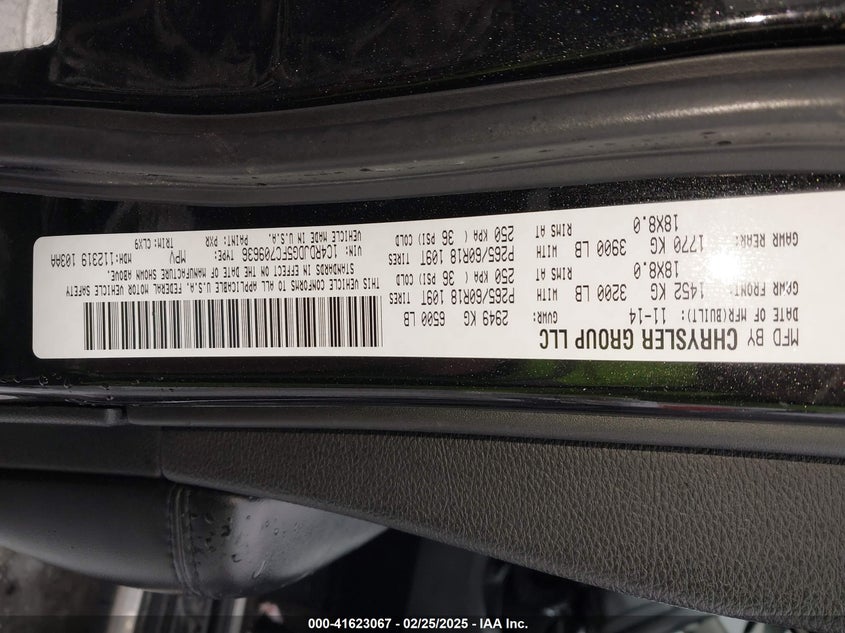 MFD BY CHRYSLER GROUP LLC
DATE OF MFR(BUILT): 11-14 GVWR: 2949 KG 6500 LB
GAWR FRONT: 1452 KG 3200 LB WITH P265/60R18 109T TIRES
18X8.0 RIMS AT 250 KPA ( 36 PSI) COLD
GAWR REAR: 1770 KG 3900 LB WITH P265/60R18 109T TIRES
18X8.0 RIMS AT 250 KPA ( 36 PSI) COLD
THIS VEHICLE CONFORMS TO ALL APPLICABLE U.S.A. FEDERAL MOTOR VEHICLE SAFETY
STANDARDS IN EFFECT ON THE DATE OF MANUFACTURE SHOWN ABOVE.
VIN: 1C4RDJDG5FC709636 TYPE: MPV MDH:112319 103AA
VEHICLE MADE IN U.S.A. PAINT: PXR TRIM: CLX9
000-41623067 - 02/25/2025 - IAA Inc.